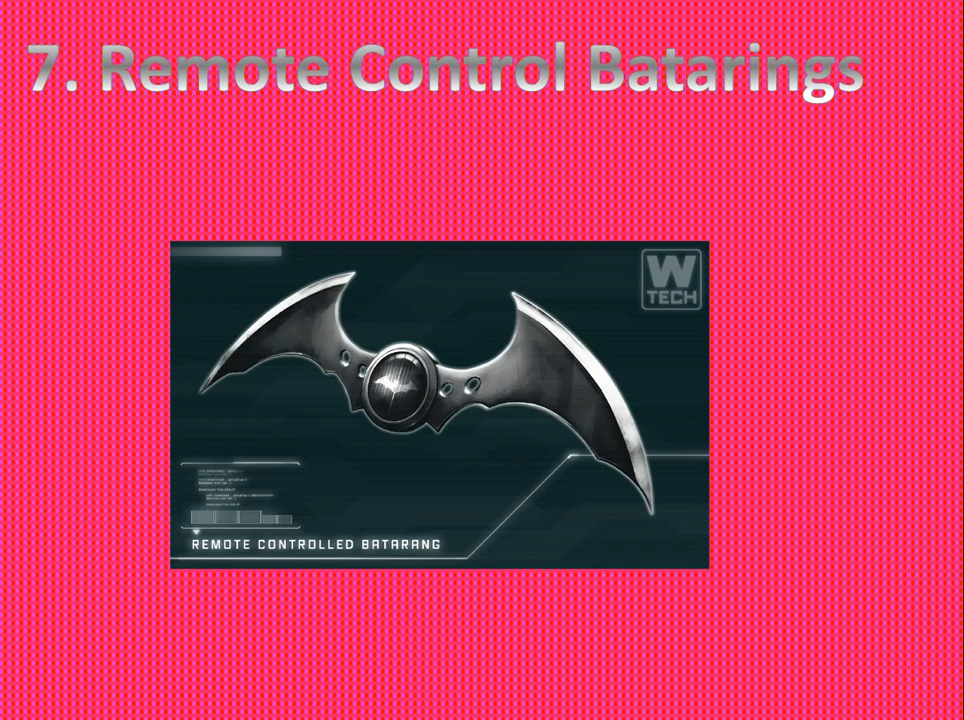 7. Remote Control Batarings
W
TECH
REMOTE CONTROLLED BATARANG